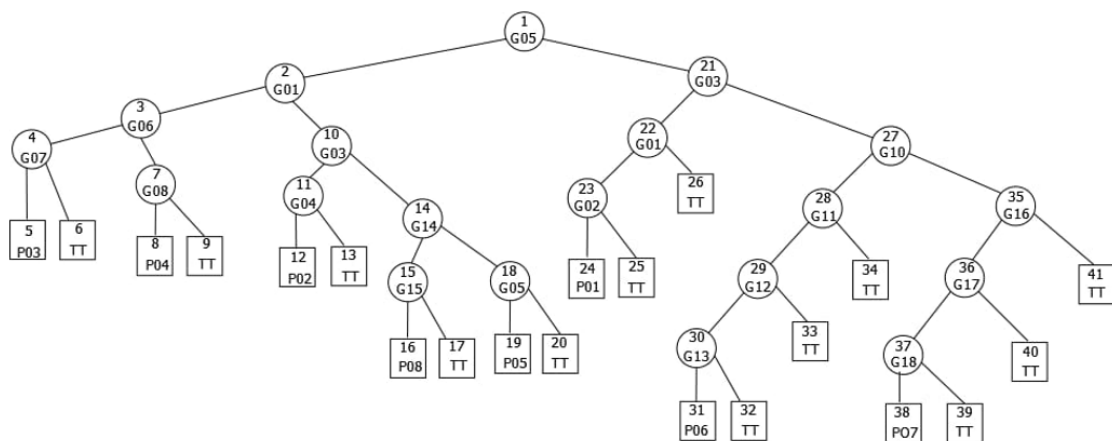 1
G05
2
G01
21
G03
3
G06
4
G07
10
G03
22
G01
27
G10
7
G08
11
G04
23
G02
26
TT
28
G11
35
G16
14
G14
5
P03
6
TT
8
P04
9
TT
12
P02
13
TT
15
G15
18
G05
24
P01
25
TT
29
G12
34
TT
36
G17
41
TT
16
P08
17
TT
19
P05
20
TT
30
G13
33
TT
37
G18
40
TT
31
P06
32
TT
38
PO7
39
TT